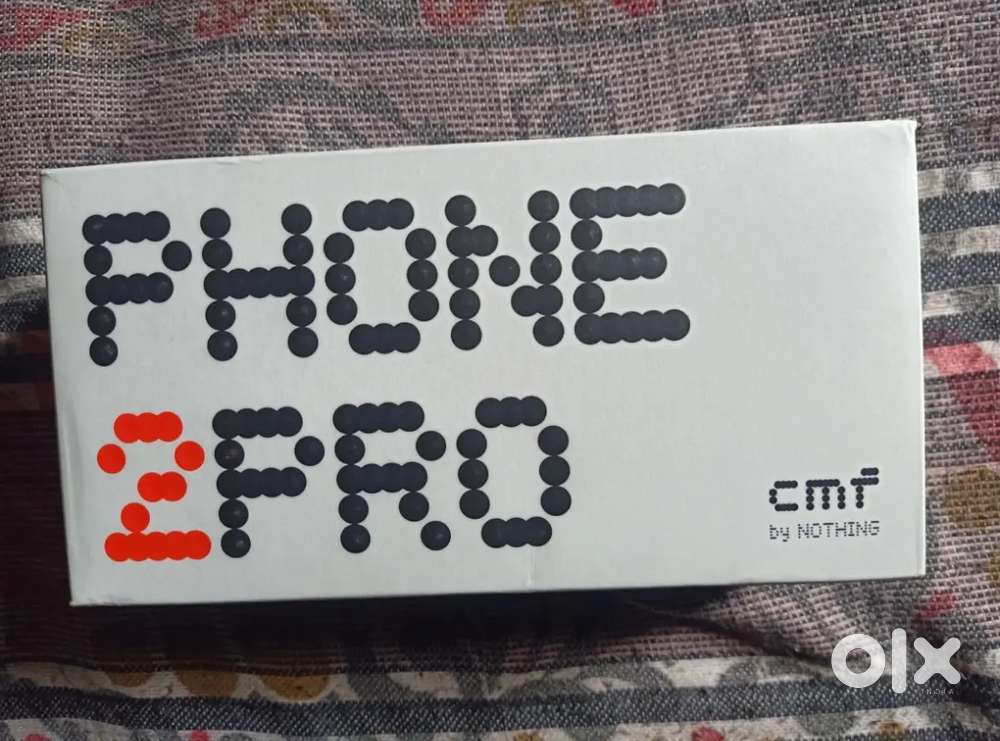 PHONE
2PRO
cmf
by NOTHING
olx